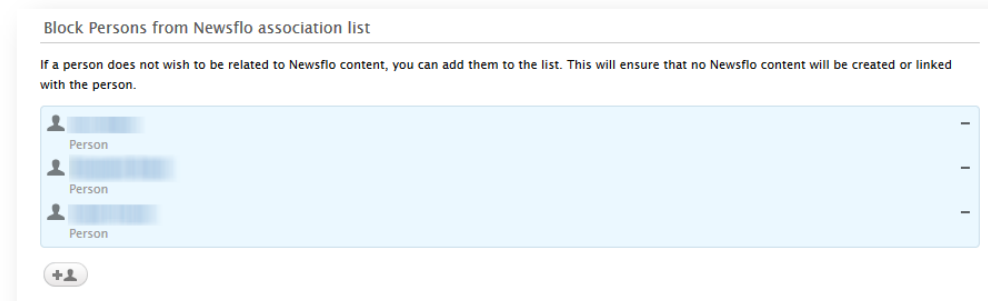 Block Persons from Newsflo association list
If a person does not wish to be related to Newsflo content, you can add them to the list. This will ensure that no Newsflo content will be created or linked
with the person.
Person
Person
Person